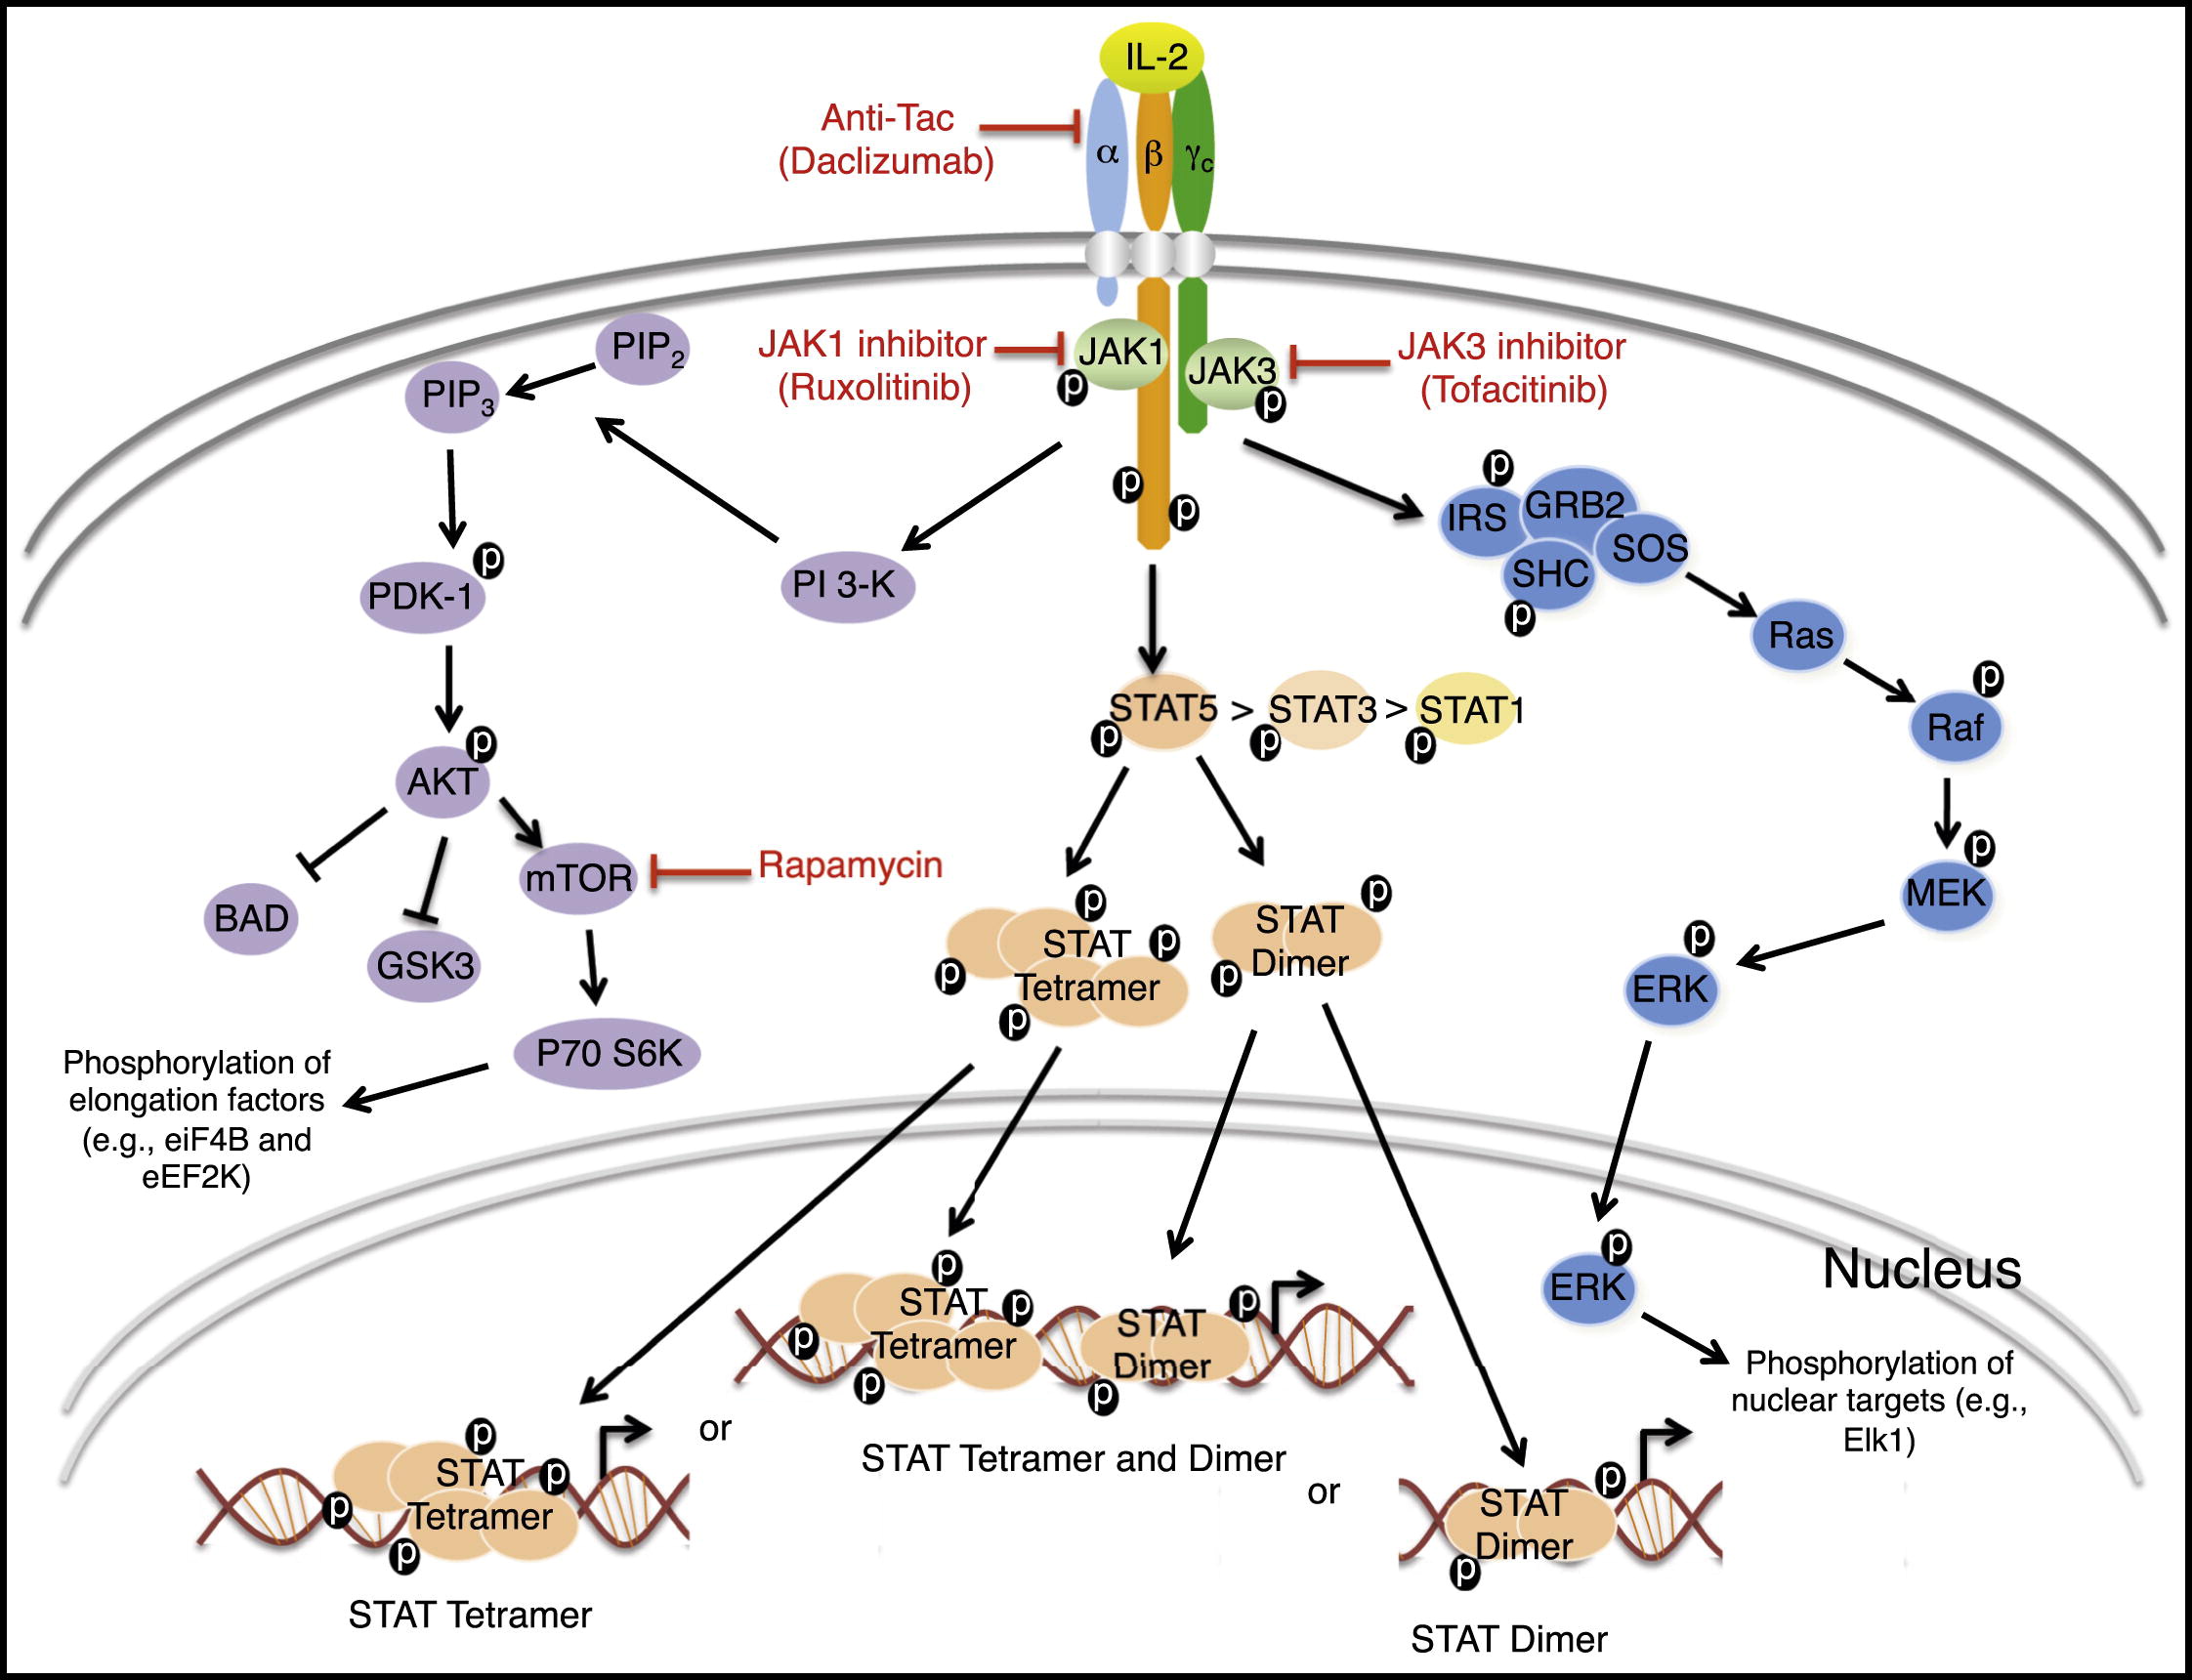 IL-2
Anti-Tac
(Daclizumab)
α
β
γc
PIP2
PIP3
JAK1 inhibitor
(Ruxolitinib)
JAK1
p
JAK3
p
JAK3 inhibitor
(Tofacitinib)
p
p
p
IRS
GRB2
SOS
SHC
p
PDK-1
p
PI 3-K
Ras
p
Raf
STAT5 > STAT3 > STAT1
p
p
p
AKT
p
BAD
GSK3
mTOR
Rapamycin
p
MEK
p
STAT
Tetramer
p
p
p
STAT
Dimer
p
p
p
ERK
P70 S6K
Phosphorylation of
elongation factors
(e.g., eiF4B and
eEF2K)
Nucleus
p
ERK
Phosphorylation of
nuclear targets (e.g.,
Elk1)
p
STAT
Tetramer
p
p
p
STAT
Dimer
p
p
STAT Tetramer and Dimer
or
or
p
STAT
Tetramer
p
p
p
STAT Tetramer
STAT
Dimer
p
p
STAT Dimer